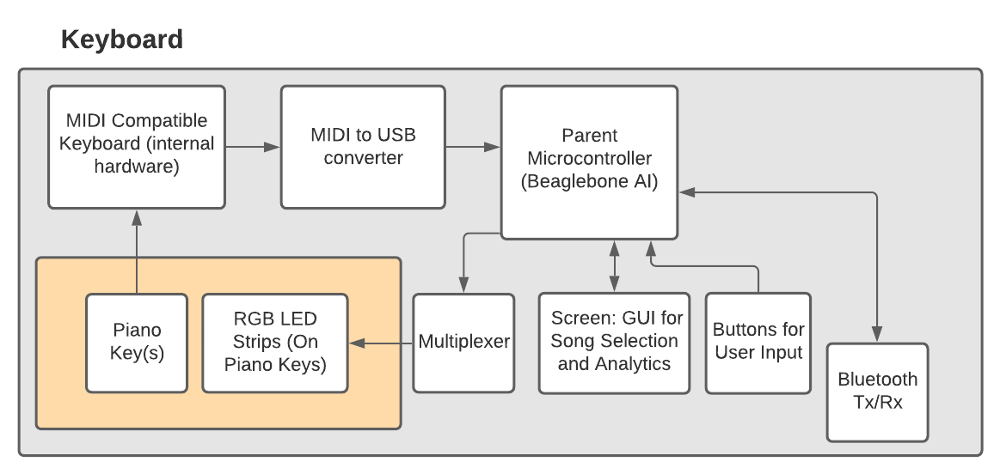 Keyboard
MIDI Compatible
Keyboard (internal
hardware)
MIDI to USB
converter
Parent
Microcontroller
(Beaglebone AI)
Piano
Key(s)
RGB LED
Strips (On
Piano Keys)
Multiplexer
Screen: GUI for
Song Selection
and Analytics
Buttons for
User Input
Bluetooth
Tx/Rx